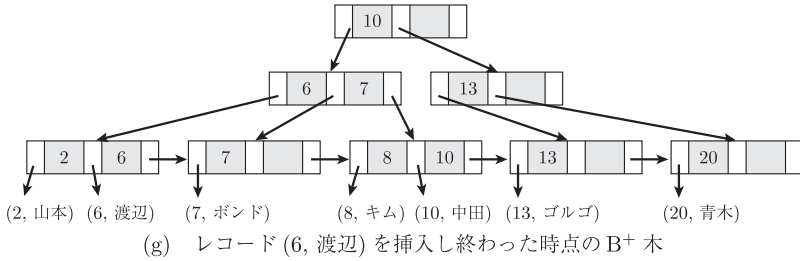 10
6 7 13
2 6 7 8 10 13 20
(2, 山本) (6, 渡辺) (7, ボンド) (8, キム) (10, 中田) (13, ゴルゴ) (20, 青木)
(g) レコード (6, 渡辺) を挿入し終わった時点の B⁺ 木